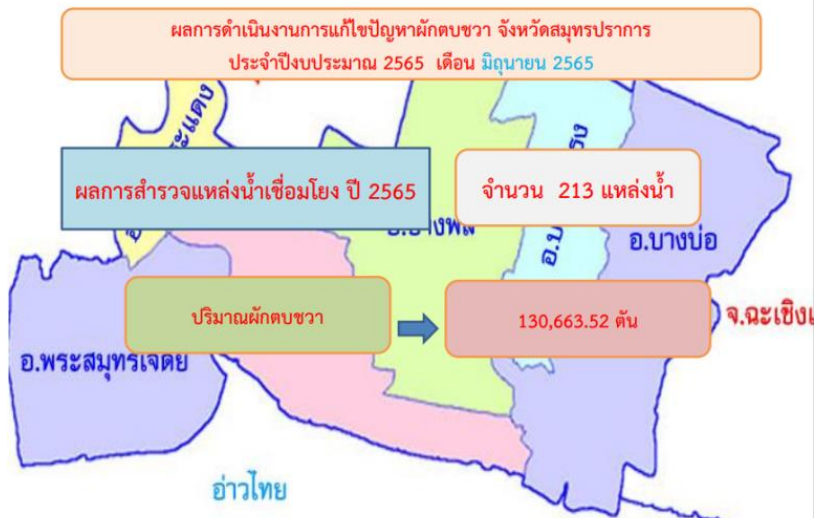 ผลการดำเนินงานการแก้ไขปัญหาผักตบชวา จังหวัดสมุทรปราการ
ประจำปีงบประมาณ 2565 เดือน มิถุนายน 2565
ผลการสำรวจแหล่งน้ำเชื่อมโยง ปี 2565
จำนวน 213 แหล่งน้ำ
อ.บางบ่อ
ปริมาณผักตบชวา
130,663.52 ตัน
อ.พระสมุทรเจดีย์
อ่าวไทย